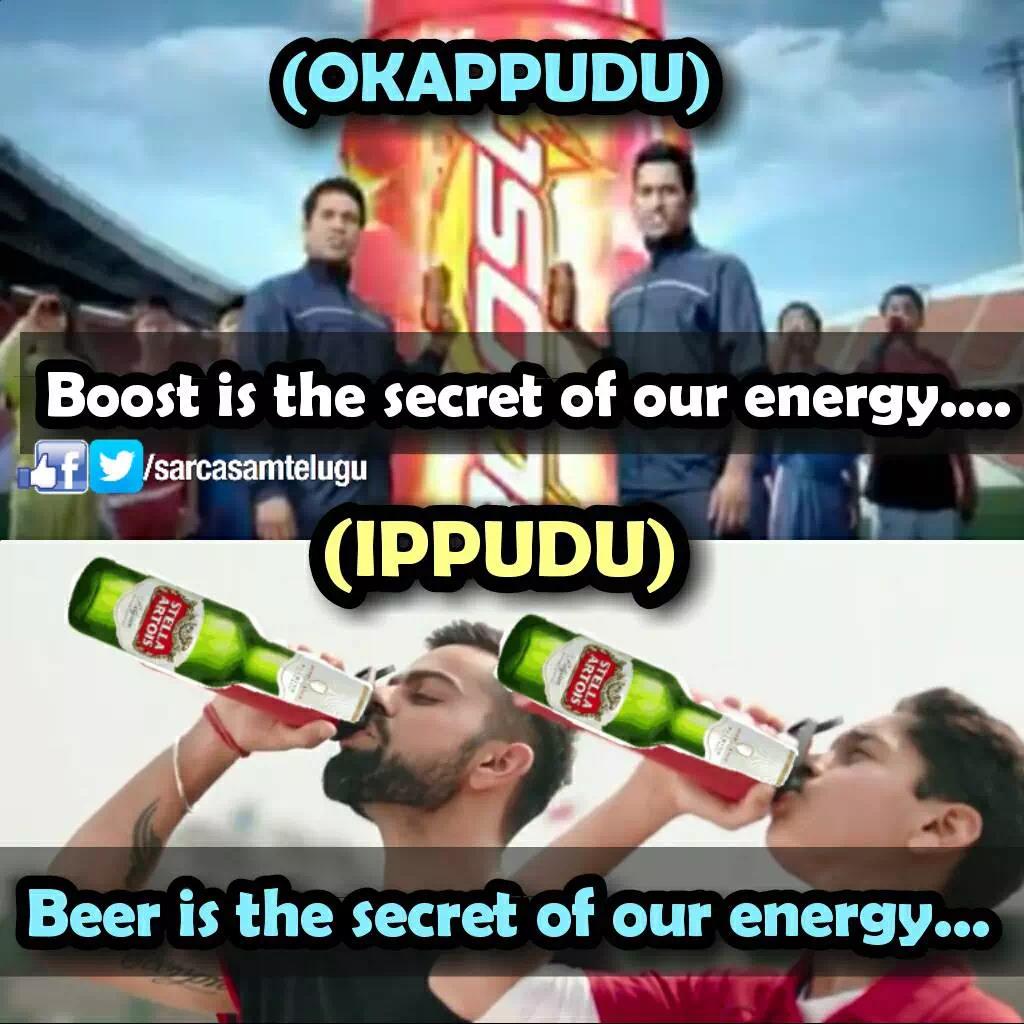 (OKAPPUDU)
BOOST
Boost is the secret of our energy....
f /sarcasamtelugu
(IPPUDU)
STELLA
ARTOIS
STELLA
ARTOIS
Beer is the secret of our energy...